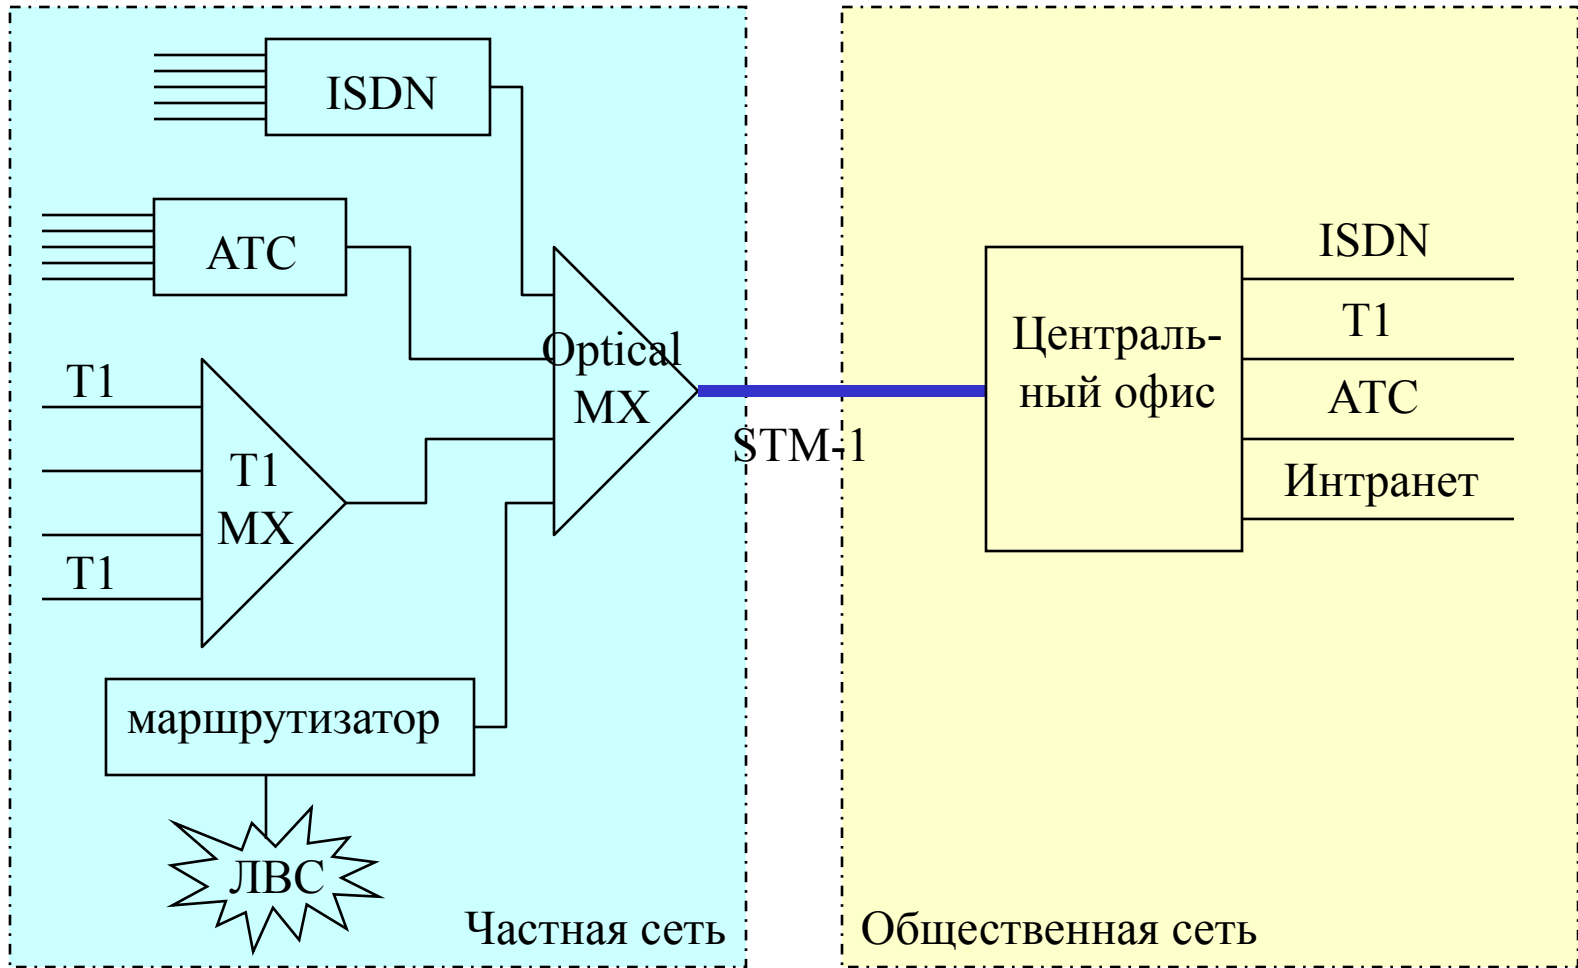 ISDN
АТС
T1
T1
MX
T1
маршрутизатор
ЛВС
Частная сеть
Optical
MX
STM-1
Централь-
ный офис
ISDN
T1
АТС
Интранет
Общественная сеть